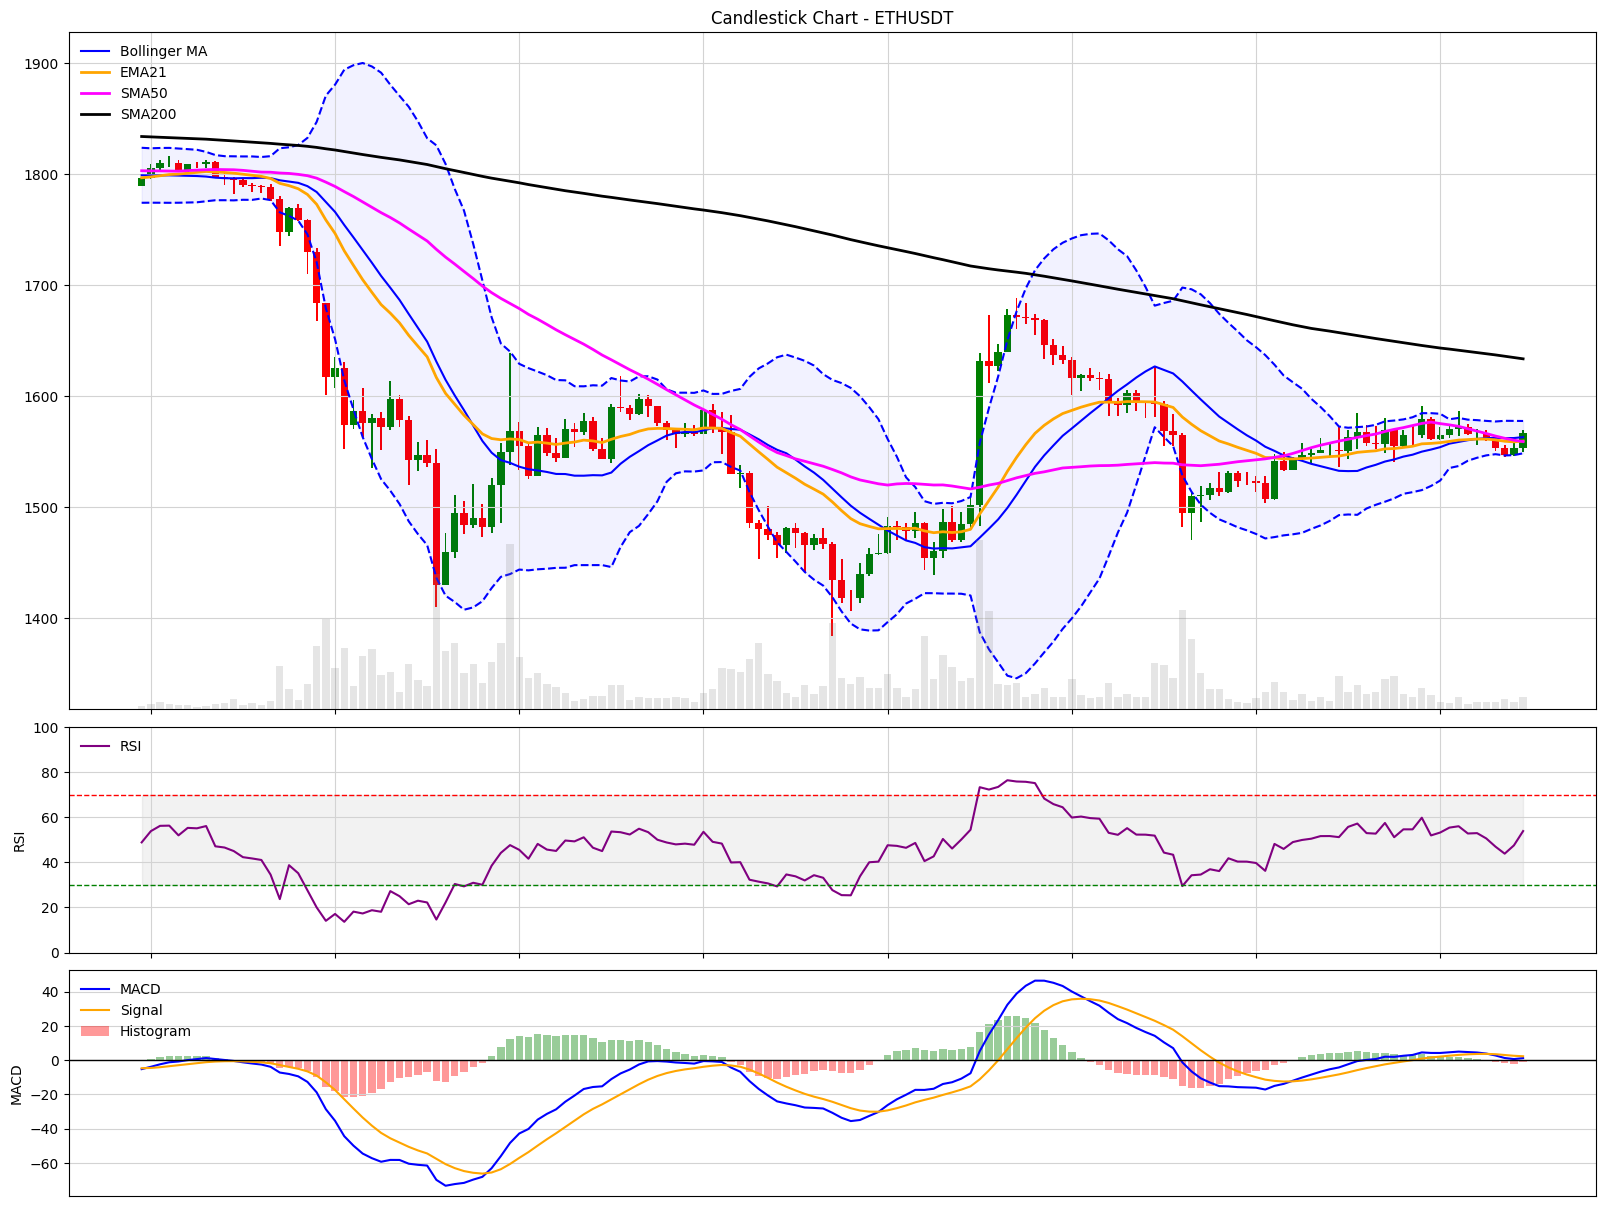 Candlestick Chart - ETHUSDT
Bollinger MA
EMA21
SMA50
SMA200
1900
1800
1700
1600
1500
1400
RSI
100
80
60
40
20
0
RSI
MACD
Signal
Histogram
40
20
0
−20
−40
−60
MACD